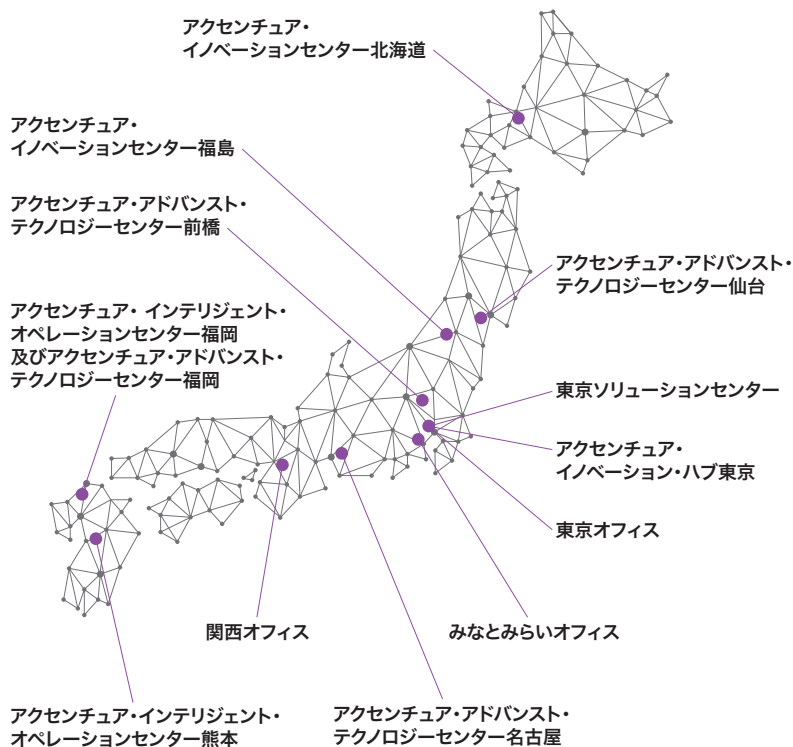 アクセンチュア・
イノベーションセンター北海道
アクセンチュア・
イノベーションセンター福島
アクセンチュア・アドバンスト・
テクノロジーセンター前橋
アクセンチュア・アドバンスト・
テクノロジーセンター仙台
アクセンチュア・ インテリジェント・
オペレーションセンター福岡
及びアクセンチュア・アドバンスト・
テクノロジーセンター福岡
東京ソリューションセンター
アクセンチュア・
イノベーション・ハブ東京
東京オフィス
関西オフィス
みなとみらいオフィス
アクセンチュア・インテリジェント・
オペレーションセンター熊本
アクセンチュア・アドバンスト・
テクノロジーセンター名古屋